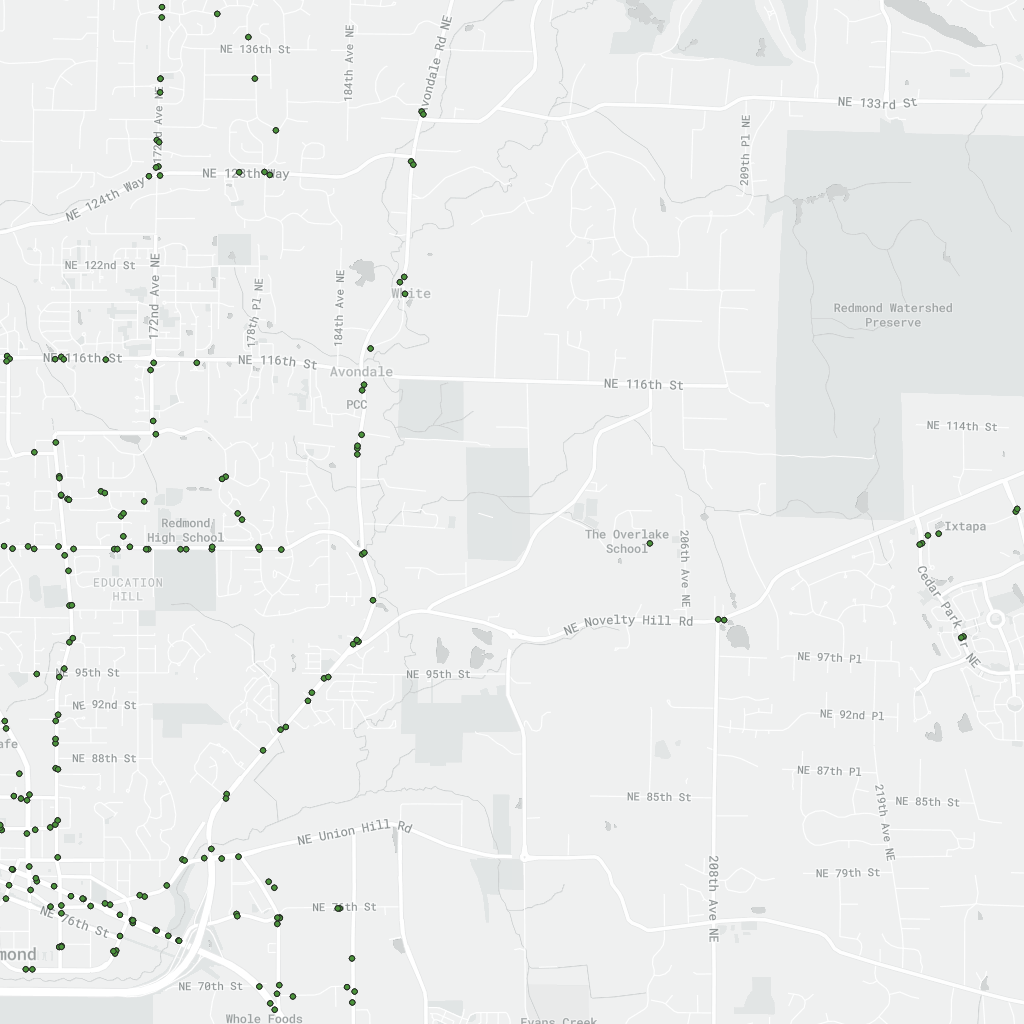 NE 136th St
184th Ave NE
Avondale Rd NE
NE 133rd St
172nd Ave NE
209th Pl NE
NE 128th Way
NE 124th Way
NE 122nd St
172nd Ave NE
178th Pl NE
184th Ave NE
White
Redmond Watershed
Preserve
NE 116th St
NE 116th St
Avondale
NE 116th St
PCC
NE 114th St
Redmond
High School
The Overlake
School
206th Ave NE
Ixtapa
EDUCATION
HILL
NE Novelty Hill Rd
Cedar Park Dr NE
NE 95th St
NE 95th St
NE 97th Pl
NE 92nd St
NE 92nd Pl
afe
NE 88th St
NE 87th Pl
NE 85th St
219th Ave NE
NE 85th St
NE Union Hill Rd
208th Ave NE
NE 79th St
NE 76th St
NE 76th St
mond
NE 70th St
Whole Foods
Evans Creek